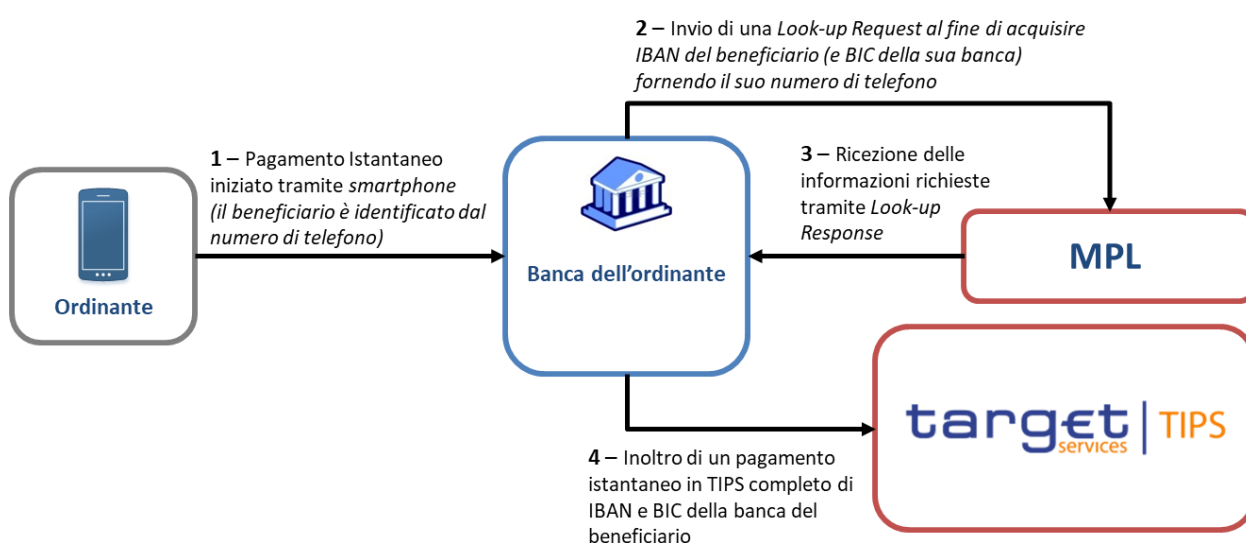 2 – Invio di una Look-up Request al fine di acquisire
IBAN del beneficiario (e BIC della sua banca)
fornendo il suo numero di telefono
1 – Pagamento Istantaneo
iniziato tramite smartphone
(il beneficiario è identificato dal
numero di telefono)
3 – Ricezione delle
informazioni richieste
tramite Look-up
Response
Ordinante
Banca dell’ordinante
MPL
target
services
TIPS
4 – Inoltro di un pagamento
istantaneo in TIPS completo di
IBAN e BIC della banca del
beneficiario